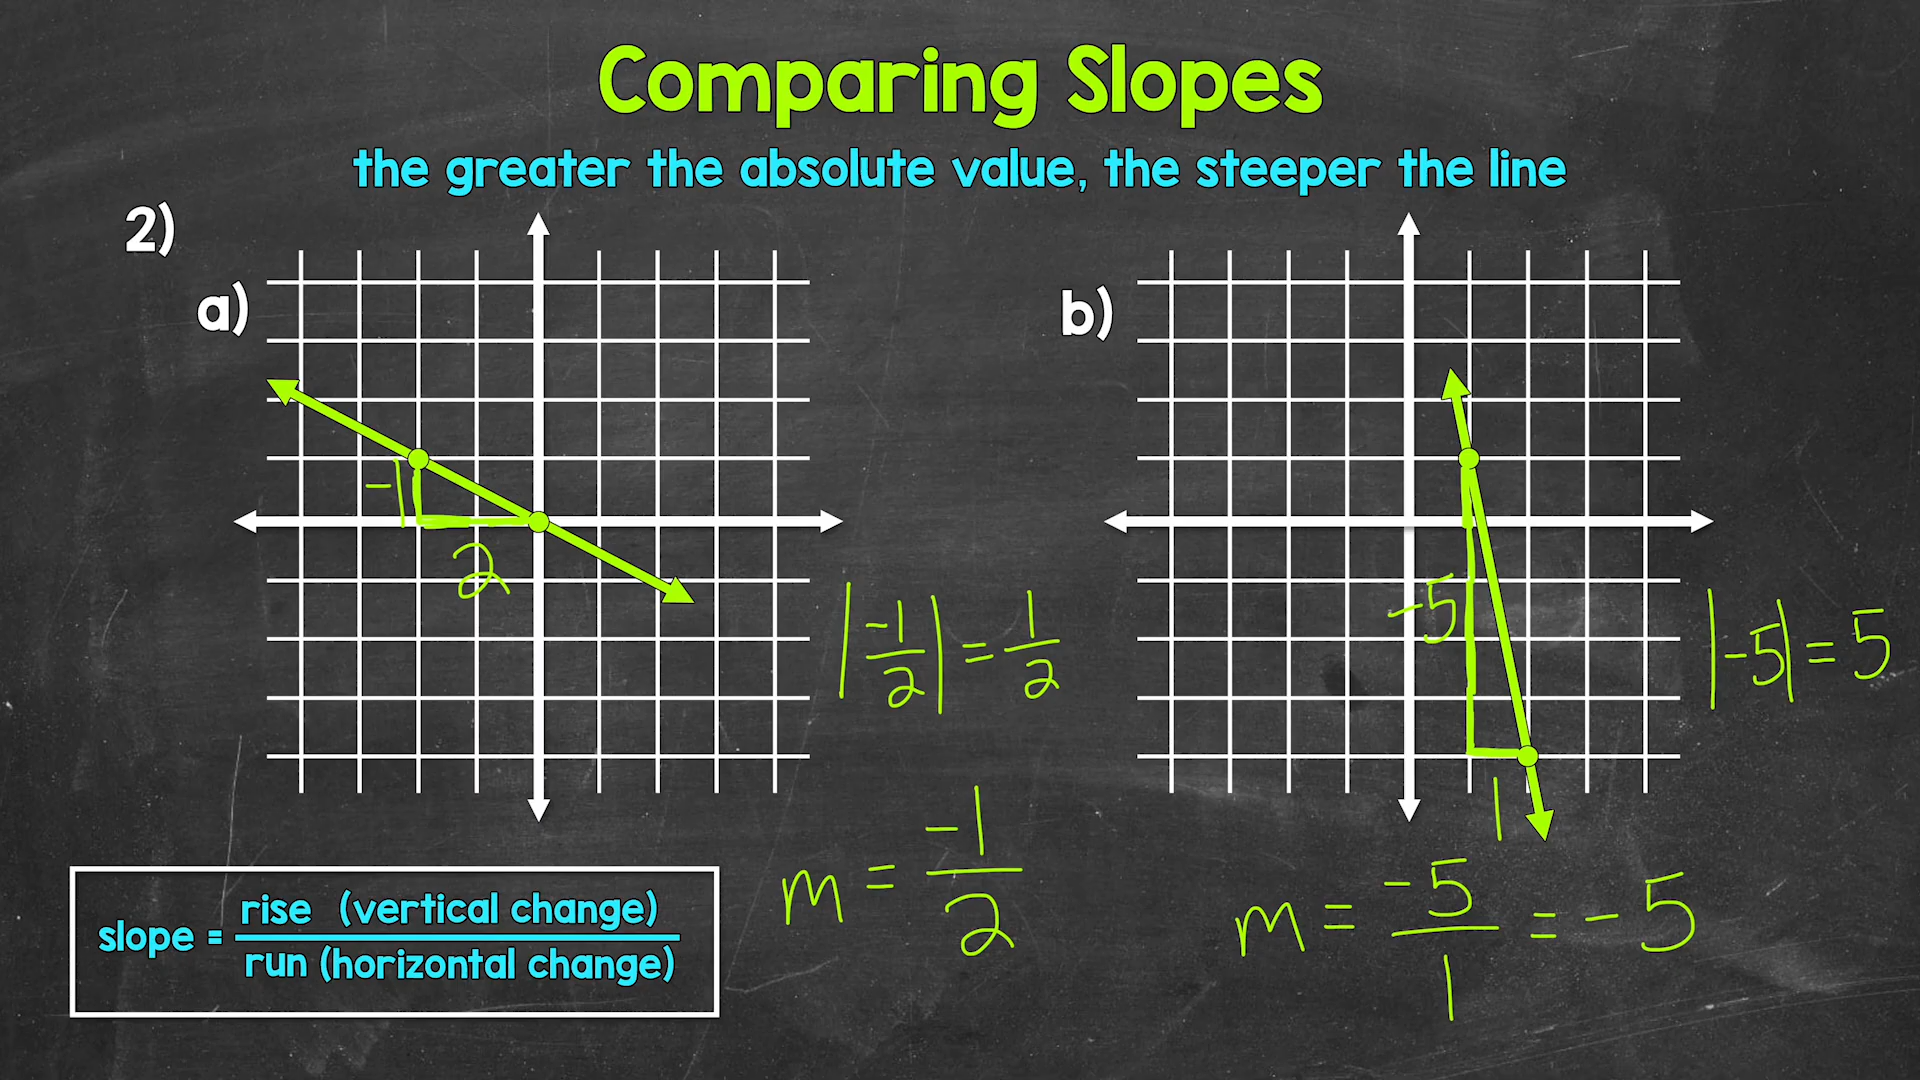 Comparing Slopes
the greater the absolute value, the steeper the line
2)
a)
-1
2
|-1/2| = 1/2
m = -1/2
b)
-5
1
|-5| = 5
m = -5/1 = -5
slope = rise (vertical change)
run (horizontal change)